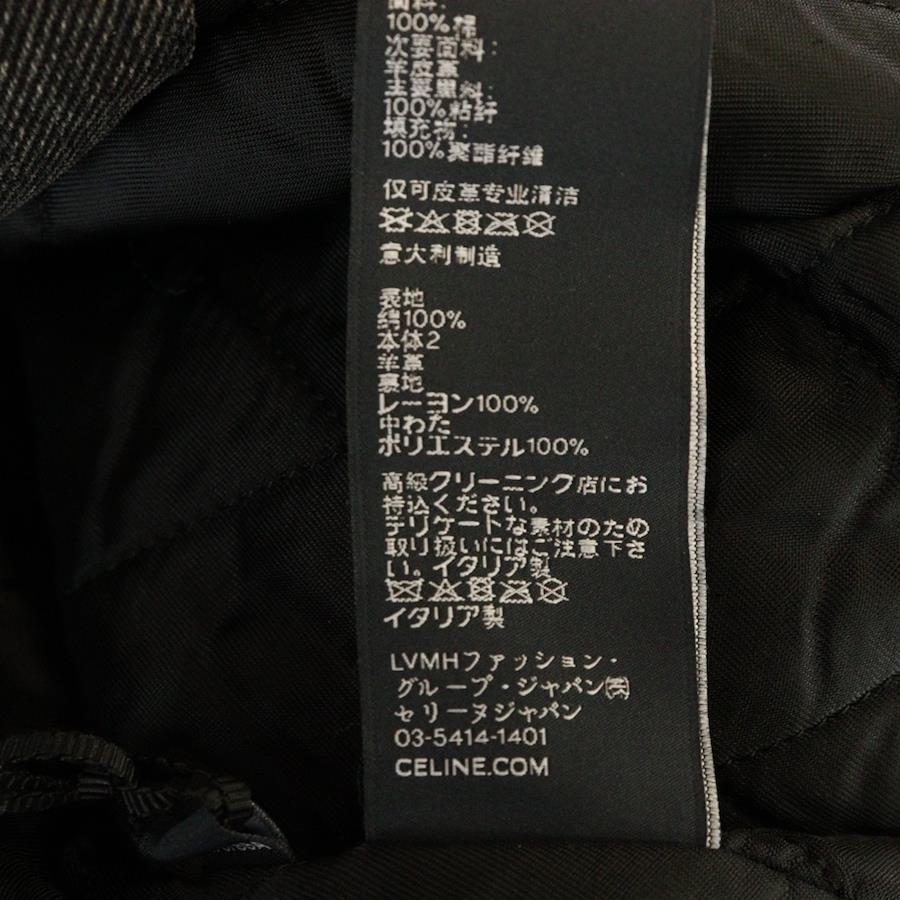 面料:
100%棉
次要面料:
羊皮革
主要里料:
100%粘纤
填充物:
100%聚酯纤维
仅可皮革专业清洁
意大利制造
表地
綿100%
本体2
羊革
裏地
レーヨン100%
中わた
ポリエステル100%
高級クリーニング店にお
持込ください。
デリケートな素材のため
取り扱いにはご注意下さ
い。イタリア製
イタリア製
LVMHファッション・
グループ・ジャパン㈱
セリーヌジャパン
03-5414-1401
CELINE.COM